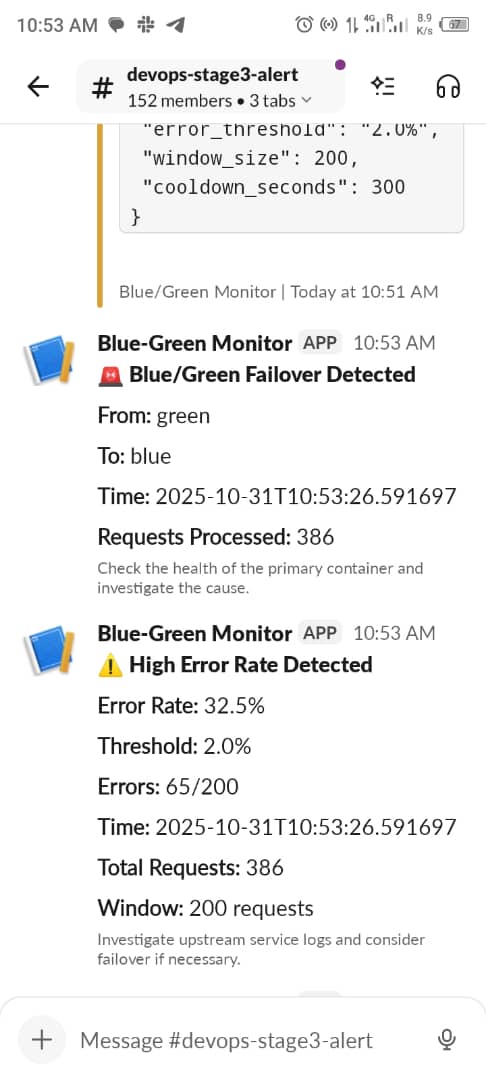 10:53 AM
4G R 8.9 K/s 67
# devops-stage3-alert
152 members • 3 tabs
"error_threshold": "2.0%",
"window_size": 200,
"cooldown_seconds": 300
}
Blue/Green Monitor | Today at 10:51 AM
Blue-Green Monitor APP 10:53 AM
🚨 Blue/Green Failover Detected
From: green
To: blue
Time: 2025-10-31T10:53:26.591697
Requests Processed: 386
Check the health of the primary container and
investigate the cause.
Blue-Green Monitor APP 10:53 AM
⚠️ High Error Rate Detected
Error Rate: 32.5%
Threshold: 2.0%
Errors: 65/200
Time: 2025-10-31T10:53:26.591697
Total Requests: 386
Window: 200 requests
Investigate upstream service logs and consider
failover if necessary.
Message #devops-stage3-alert